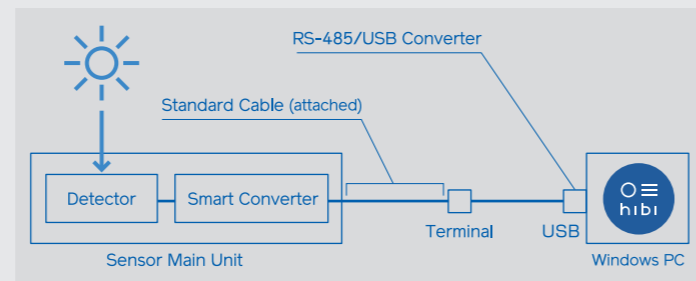 RS-485/USB Converter
Standard Cable (attached)
Detector
Smart Converter
hibi
Terminal
USB
Sensor Main Unit
Windows PC